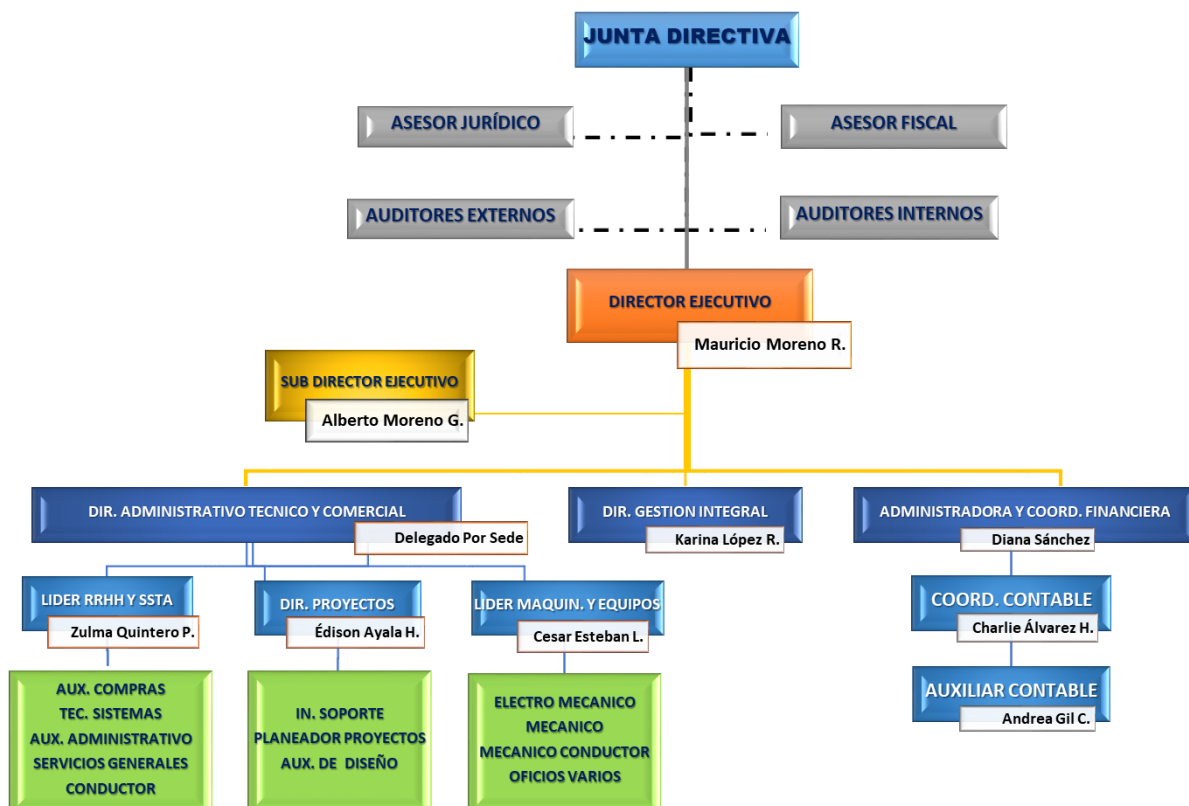 JUNTA DIRECTIVA
ASESOR JURÍDICO
ASESOR FISCAL
AUDITORES EXTERNOS
AUDITORES INTERNOS
DIRECTOR EJECUTIVO
Mauricio Moreno R.
SUB DIRECTOR EJECUTIVO
Alberto Moreno G.
DIR. ADMINISTRATIVO TECNICO Y COMERCIAL
Delegado Por Sede
DIR. GESTION INTEGRAL
Karina López R.
ADMINISTRADORA Y COORD. FINANCIERA
Diana Sánchez
LIDER RRHH Y SSTA
Zulma Quintero P.
DIR. PROYECTOS
Édison Ayala H.
LIDER MAQUIN. Y EQUIPOS
Cesar Esteban L.
COORD. CONTABLE
Charlie Álvarez H.
AUXILIAR CONTABLE
Andrea Gil C.
AUX. COMPRAS
TEC. SISTEMAS
AUX. ADMINISTRATIVO
SERVICIOS GENERALES
CONDUCTOR
IN. SOPORTE
PLANEADOR PROYECTOS
AUX. DE DISEÑO
ELECTRO MECANICO
MECANICO
MECANICO CONDUCTOR
OFICIOS VARIOS